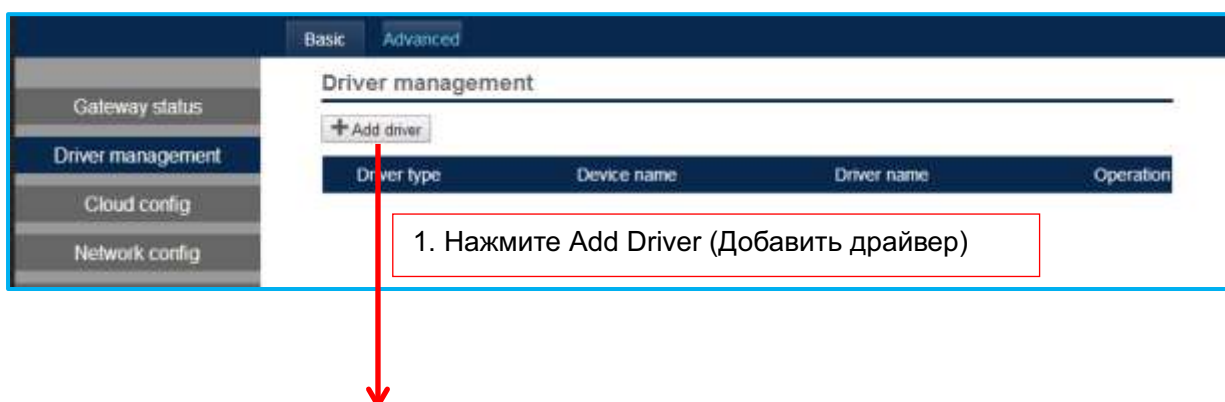 Basic Advanced
Driver management
Gateway status
+ Add driver
Driver management
Driver type Device name Driver name Operation
Cloud config
1. Нажмите Add Driver (Добавить драйвер)
Network config